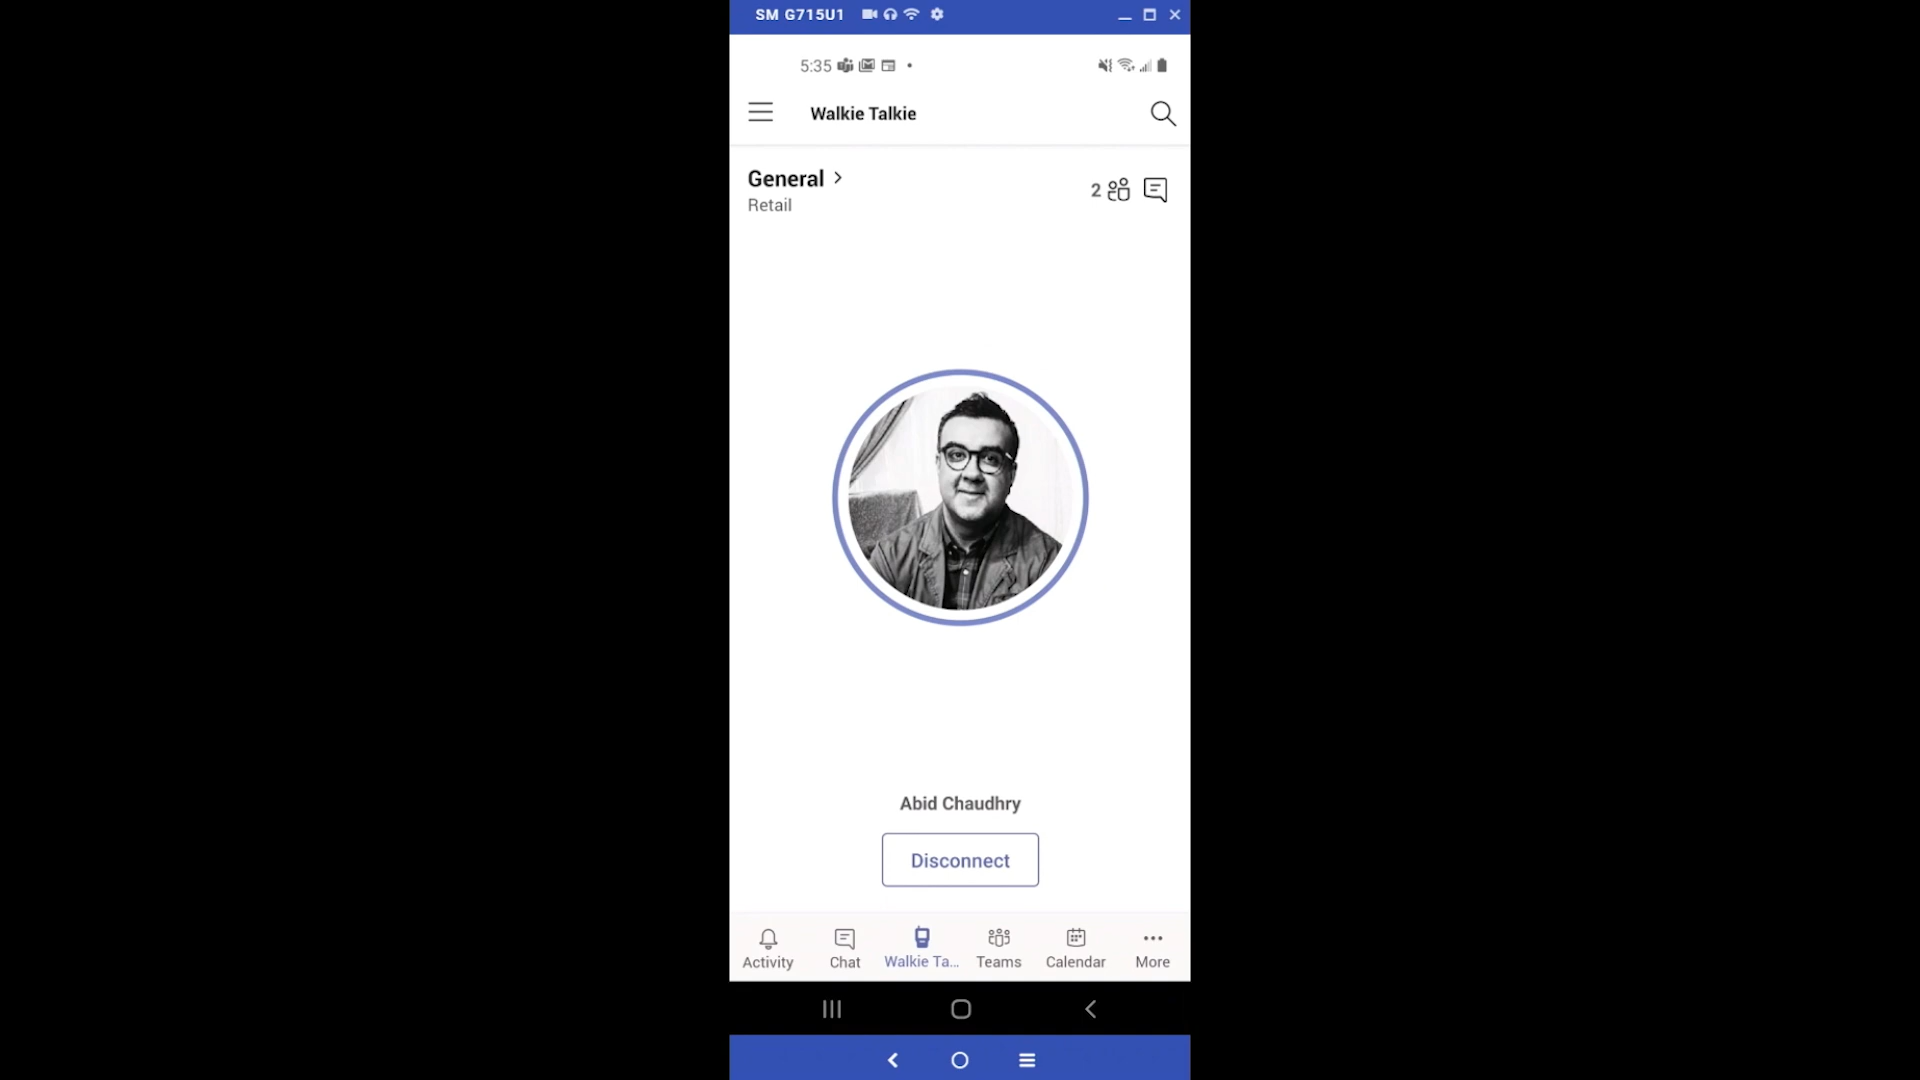 SM G715U1
5:35
Walkie Talkie
General
Retail
2
Abid Chaudhry
Disconnect
Activity
Chat
Walkie Ta...
Teams
Calendar
More